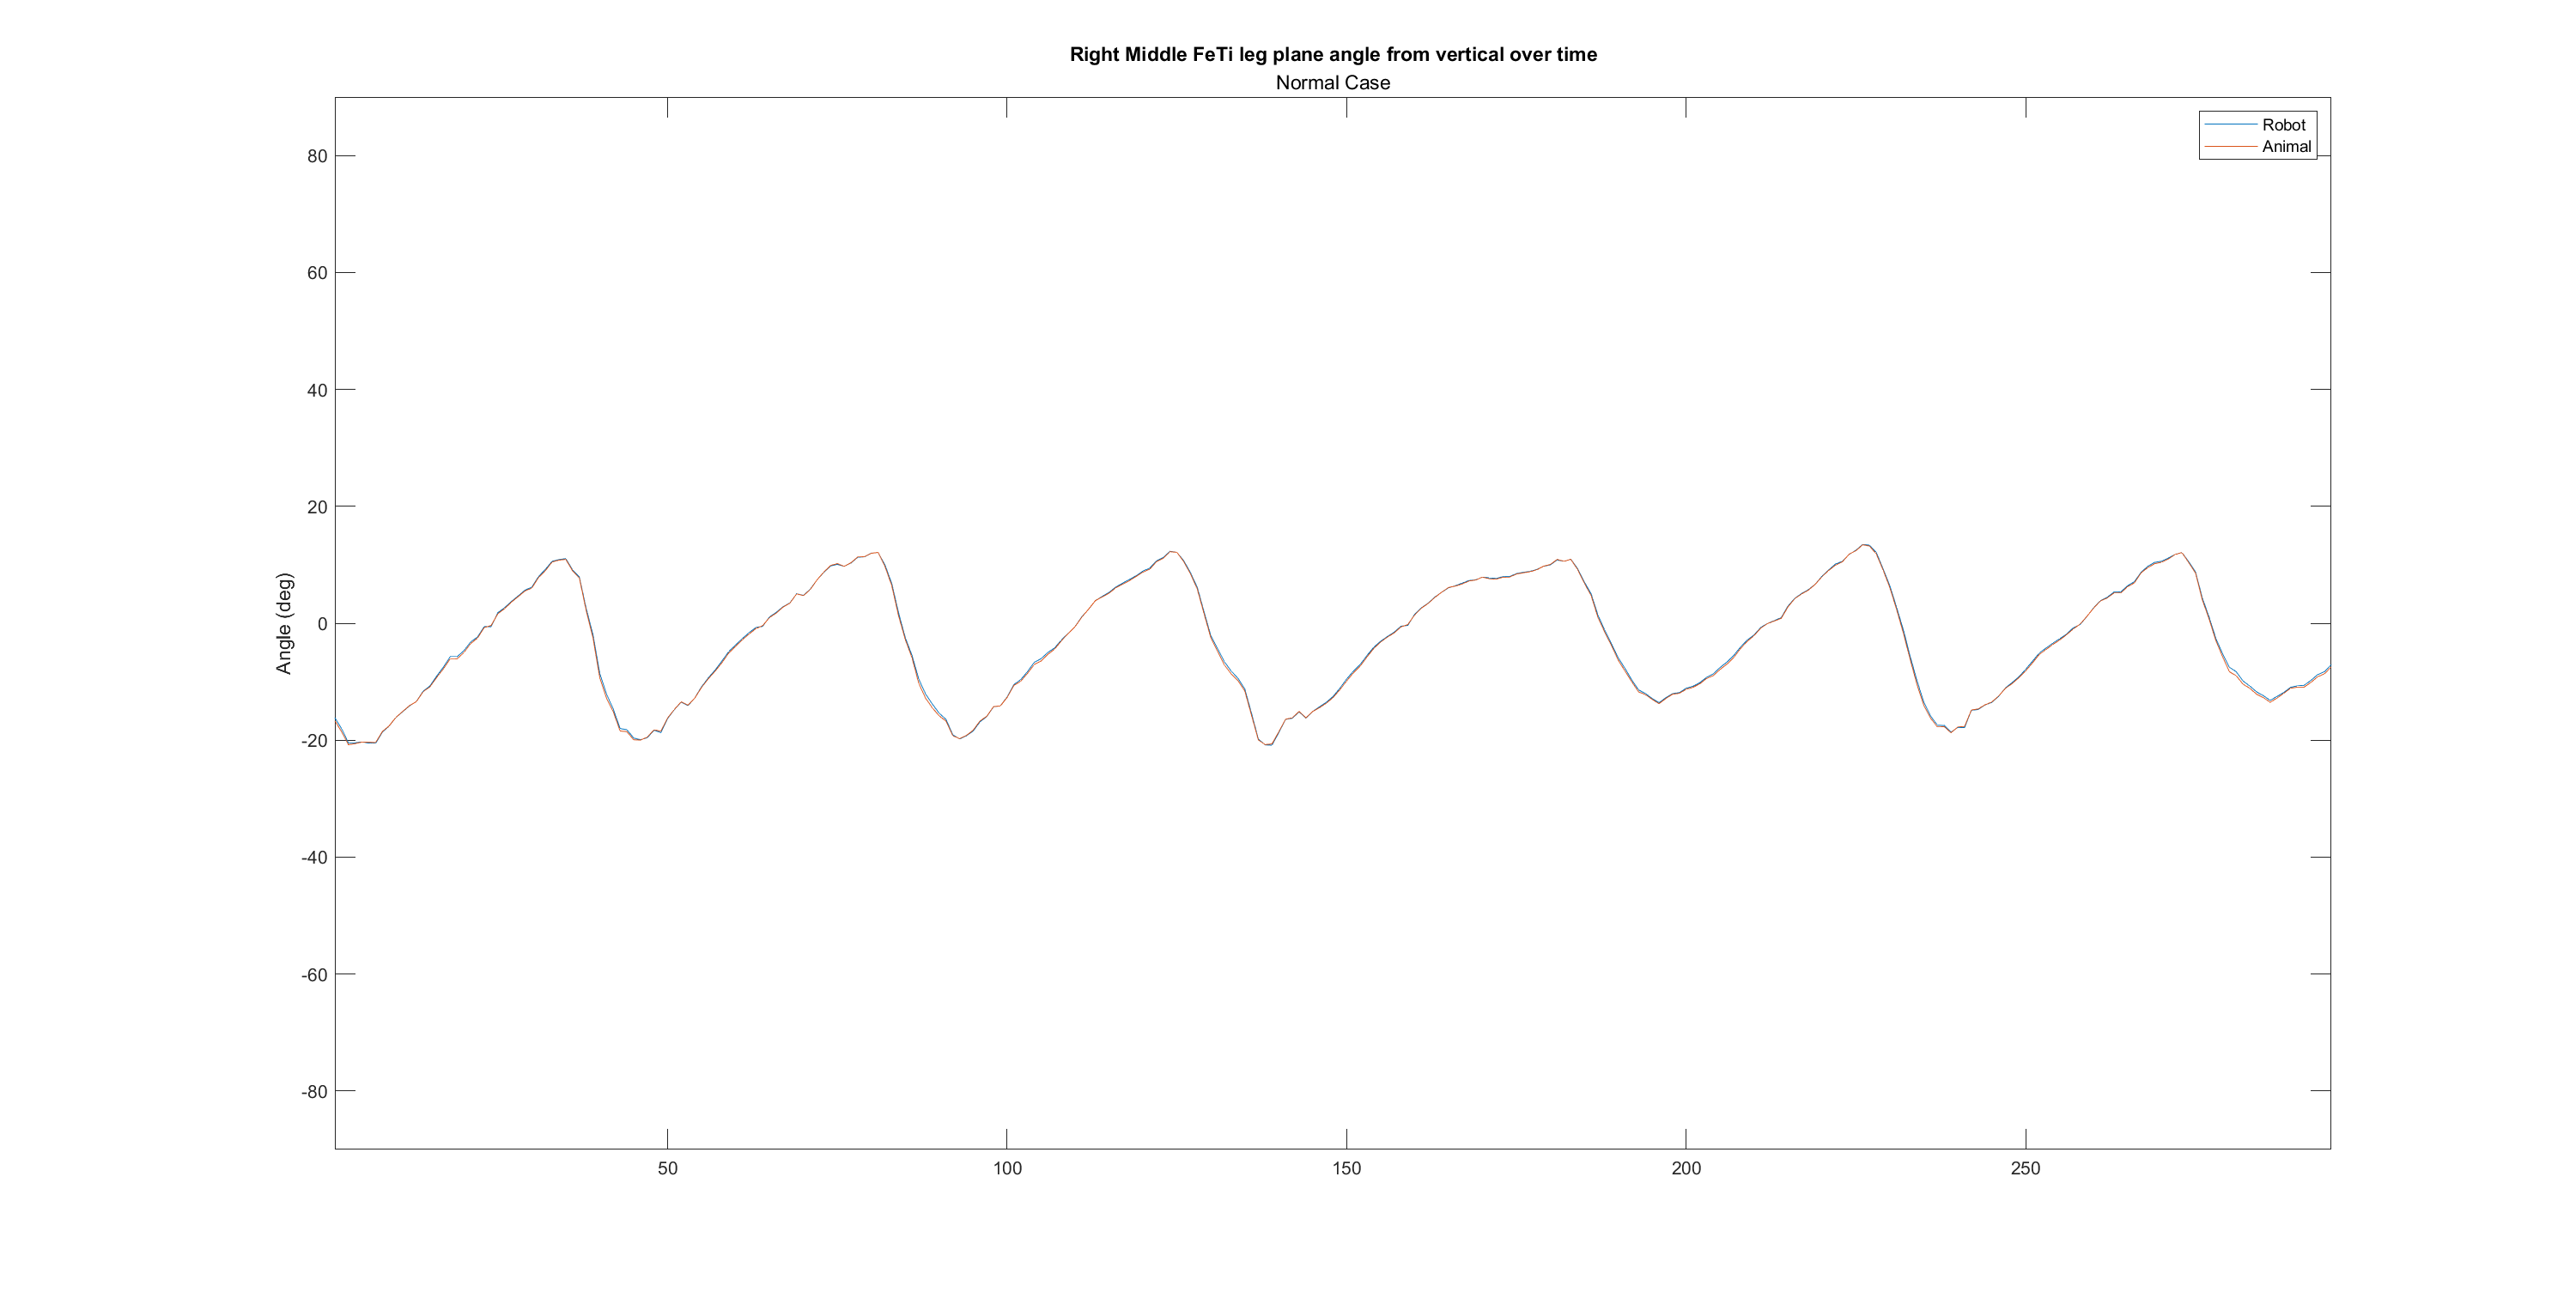 Right Middle FeTi leg plane angle from vertical over time
Normal Case
Robot
Animal
80
60
40
20
0
-20
-40
-60
-80
Angle (deg)
50 100 150 200 250